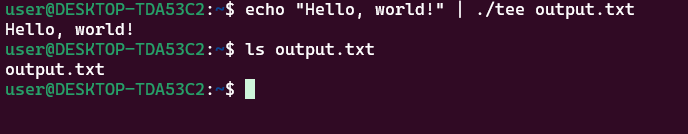 user@DESKTOP-TDA53C2:~$ echo "Hello, world!" | ./tee output.txt
Hello, world!
user@DESKTOP-TDA53C2:~$ ls output.txt
output.txt
user@DESKTOP-TDA53C2:~$